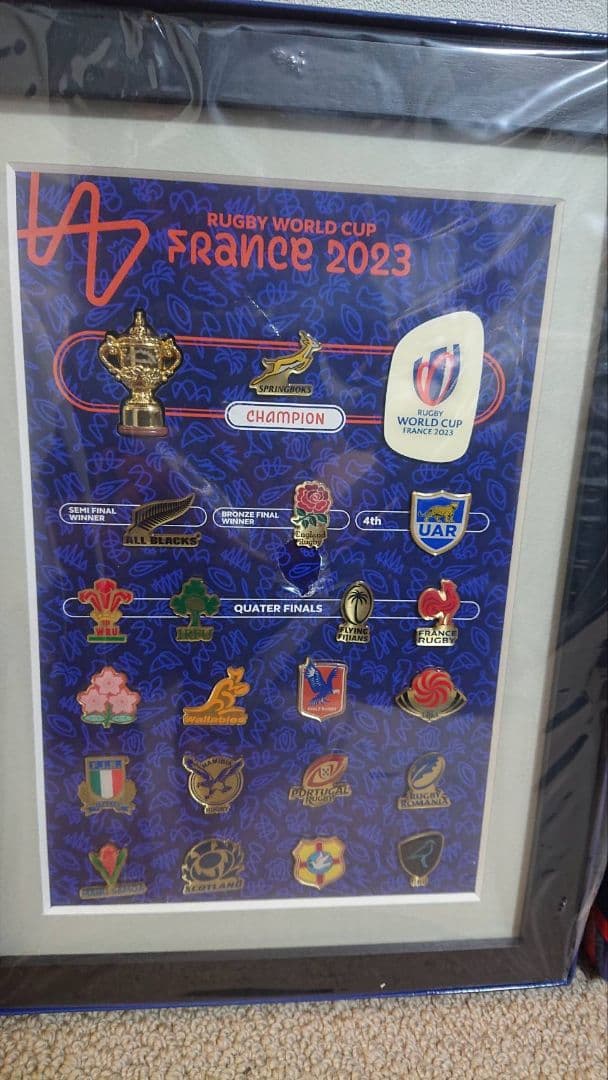 RUGBY WORLD CUP
FRANCE 2023
SPRINGBOKS
CHAMPION
RUGBY
WORLD CUP
FRANCE 2023
SEMI FINAL
WINNER
ALL BLACKS
BRONZE FINAL
WINNER
England
Rugby
4th
UAR
WRU
IRFU
QUATER FINALS
FLYING
FIJIANS
FRANCE
RUGBY
Wallabies
F.I.R.
NAMIBIA
RUGBY
PORTUGAL
RUGBY
RUGBY
ROMANIA
SCOTLAND